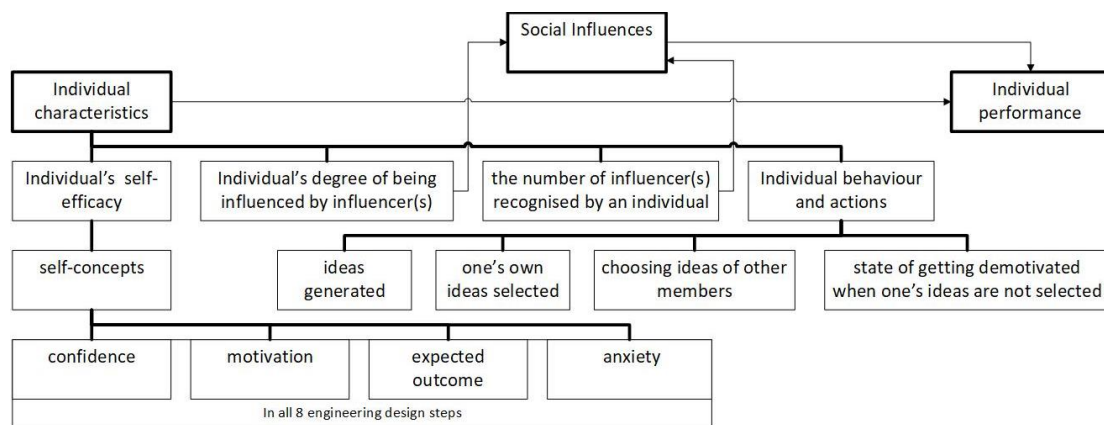 Social Influences
Individual
characteristics
Individual
performance
Individual’s self-
efficacy
Individual’s degree of being
influenced by influencer(s)
the number of influencer(s)
recognised by an individual
Individual behaviour
and actions
self-concepts
ideas
generated
one’s own
ideas selected
choosing ideas of other
members
state of getting demotivated
when one’s ideas are not selected
confidence
motivation
expected
outcome
anxiety
In all 8 engineering design steps